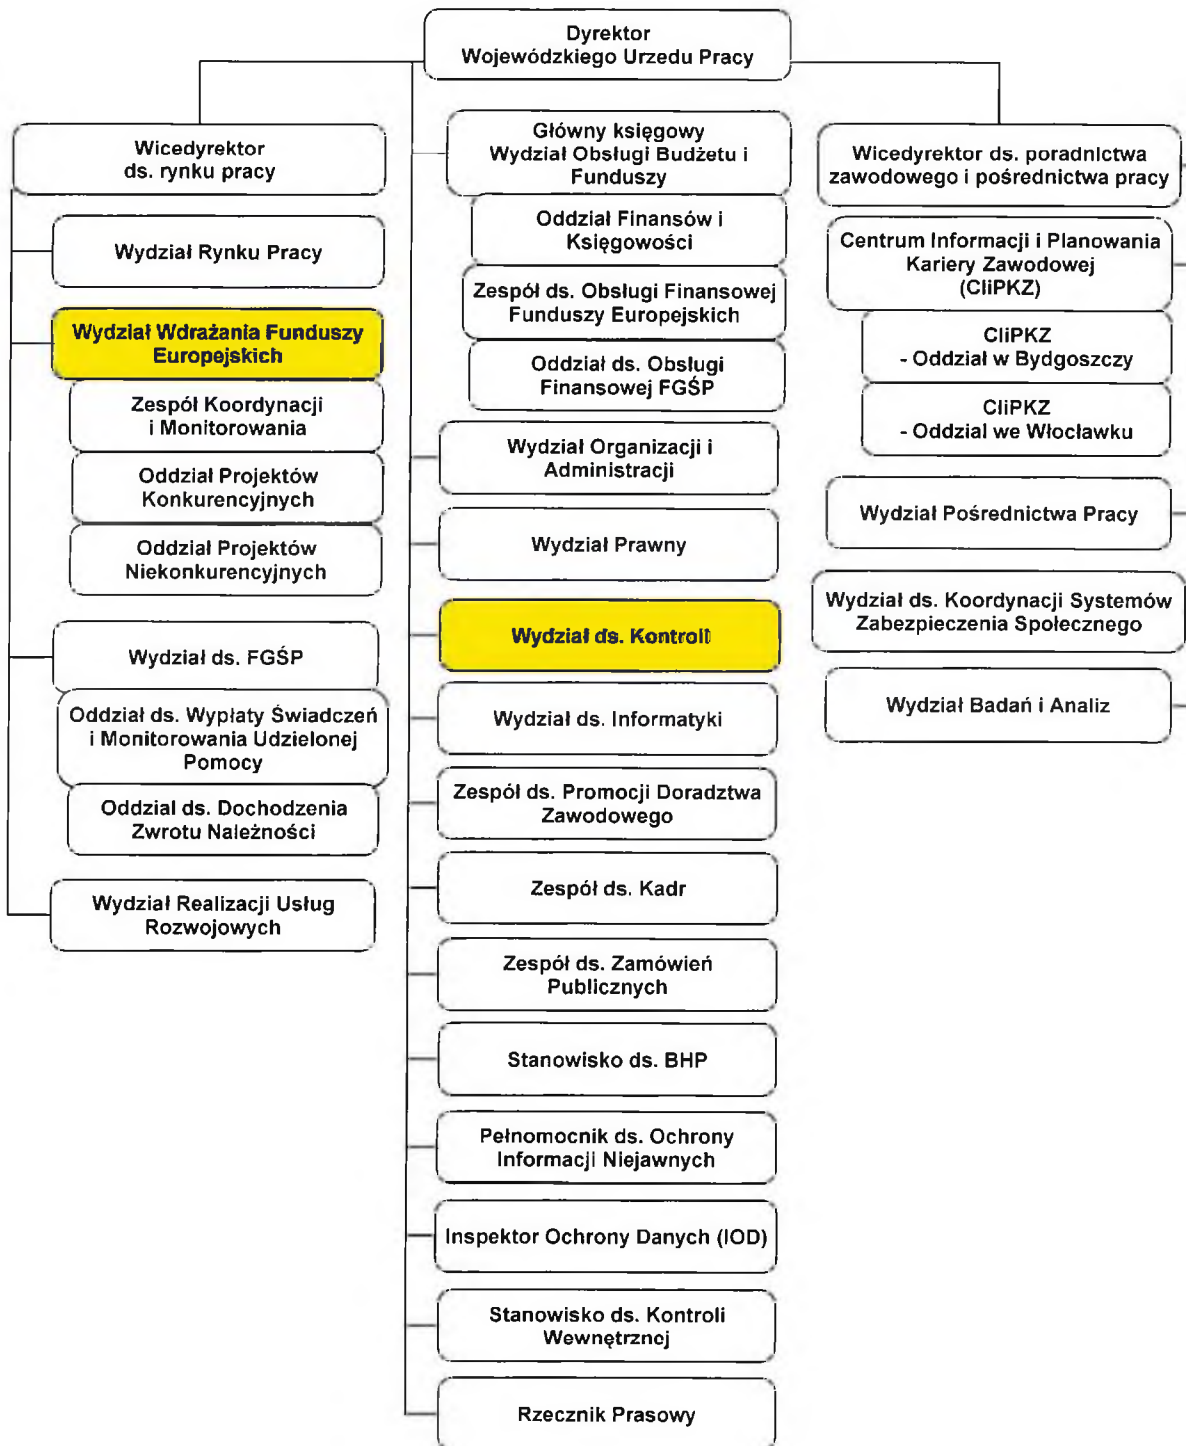 Dyrektor
Wojewódzkiego Urzedu Pracy
Wicedyrektor
ds. rynku pracy
Wydział Rynku Pracy
Wydział Wdrażania Funduszy
Europejskich
Zespół Koordynacji
i Monitorowania
Oddział Projektów
Konkurencyjnych
Oddział Projektów
Niekonkurencyjnych
Wydział ds. FGŚP
Oddział ds. Wypłaty Świadczeń
i Monitorowania Udzielonej
Pomocy
Oddział ds. Dochodzenia
Zwrotu Należności
Wydział Realizacji Usług
Rozwojowych
Główny księgowy
Wydział Obsługi Budżetu i
Funduszy
Oddział Finansów i
Księgowości
Zespół ds. Obsługi Finansowej
Funduszy Europejskich
Oddział ds. Obsługi
Finansowej FGŚP
Wydział Organizacji i
Administracji
Wydział Prawny
Wydział ds. Kontroli
Wydział ds. Informatyki
Zespół ds. Promocji Doradztwa
Zawodowego
Zespół ds. Kadr
Zespół ds. Zamówień
Publicznych
Stanowisko ds. BHP
Pełnomocnik ds. Ochrony
Informacji Niejawnych
Inspektor Ochrony Danych (IOD)
Stanowisko ds. Kontroli
Wewnętrznej
Rzecznik Prasowy
Wicedyrektor ds. poradnictwa
zawodowego i pośrednictwa pracy
Centrum Informacji i Planowania
Kariery Zawodowej
(CIiPKZ)
CIiPKZ
- Oddział w Bydgoszczy
CIiPKZ
- Oddział we Włocławku
Wydział Pośrednictwa Pracy
Wydział ds. Koordynacji Systemów
Zabezpieczenia Społecznego
Wydział Badań i Analiz